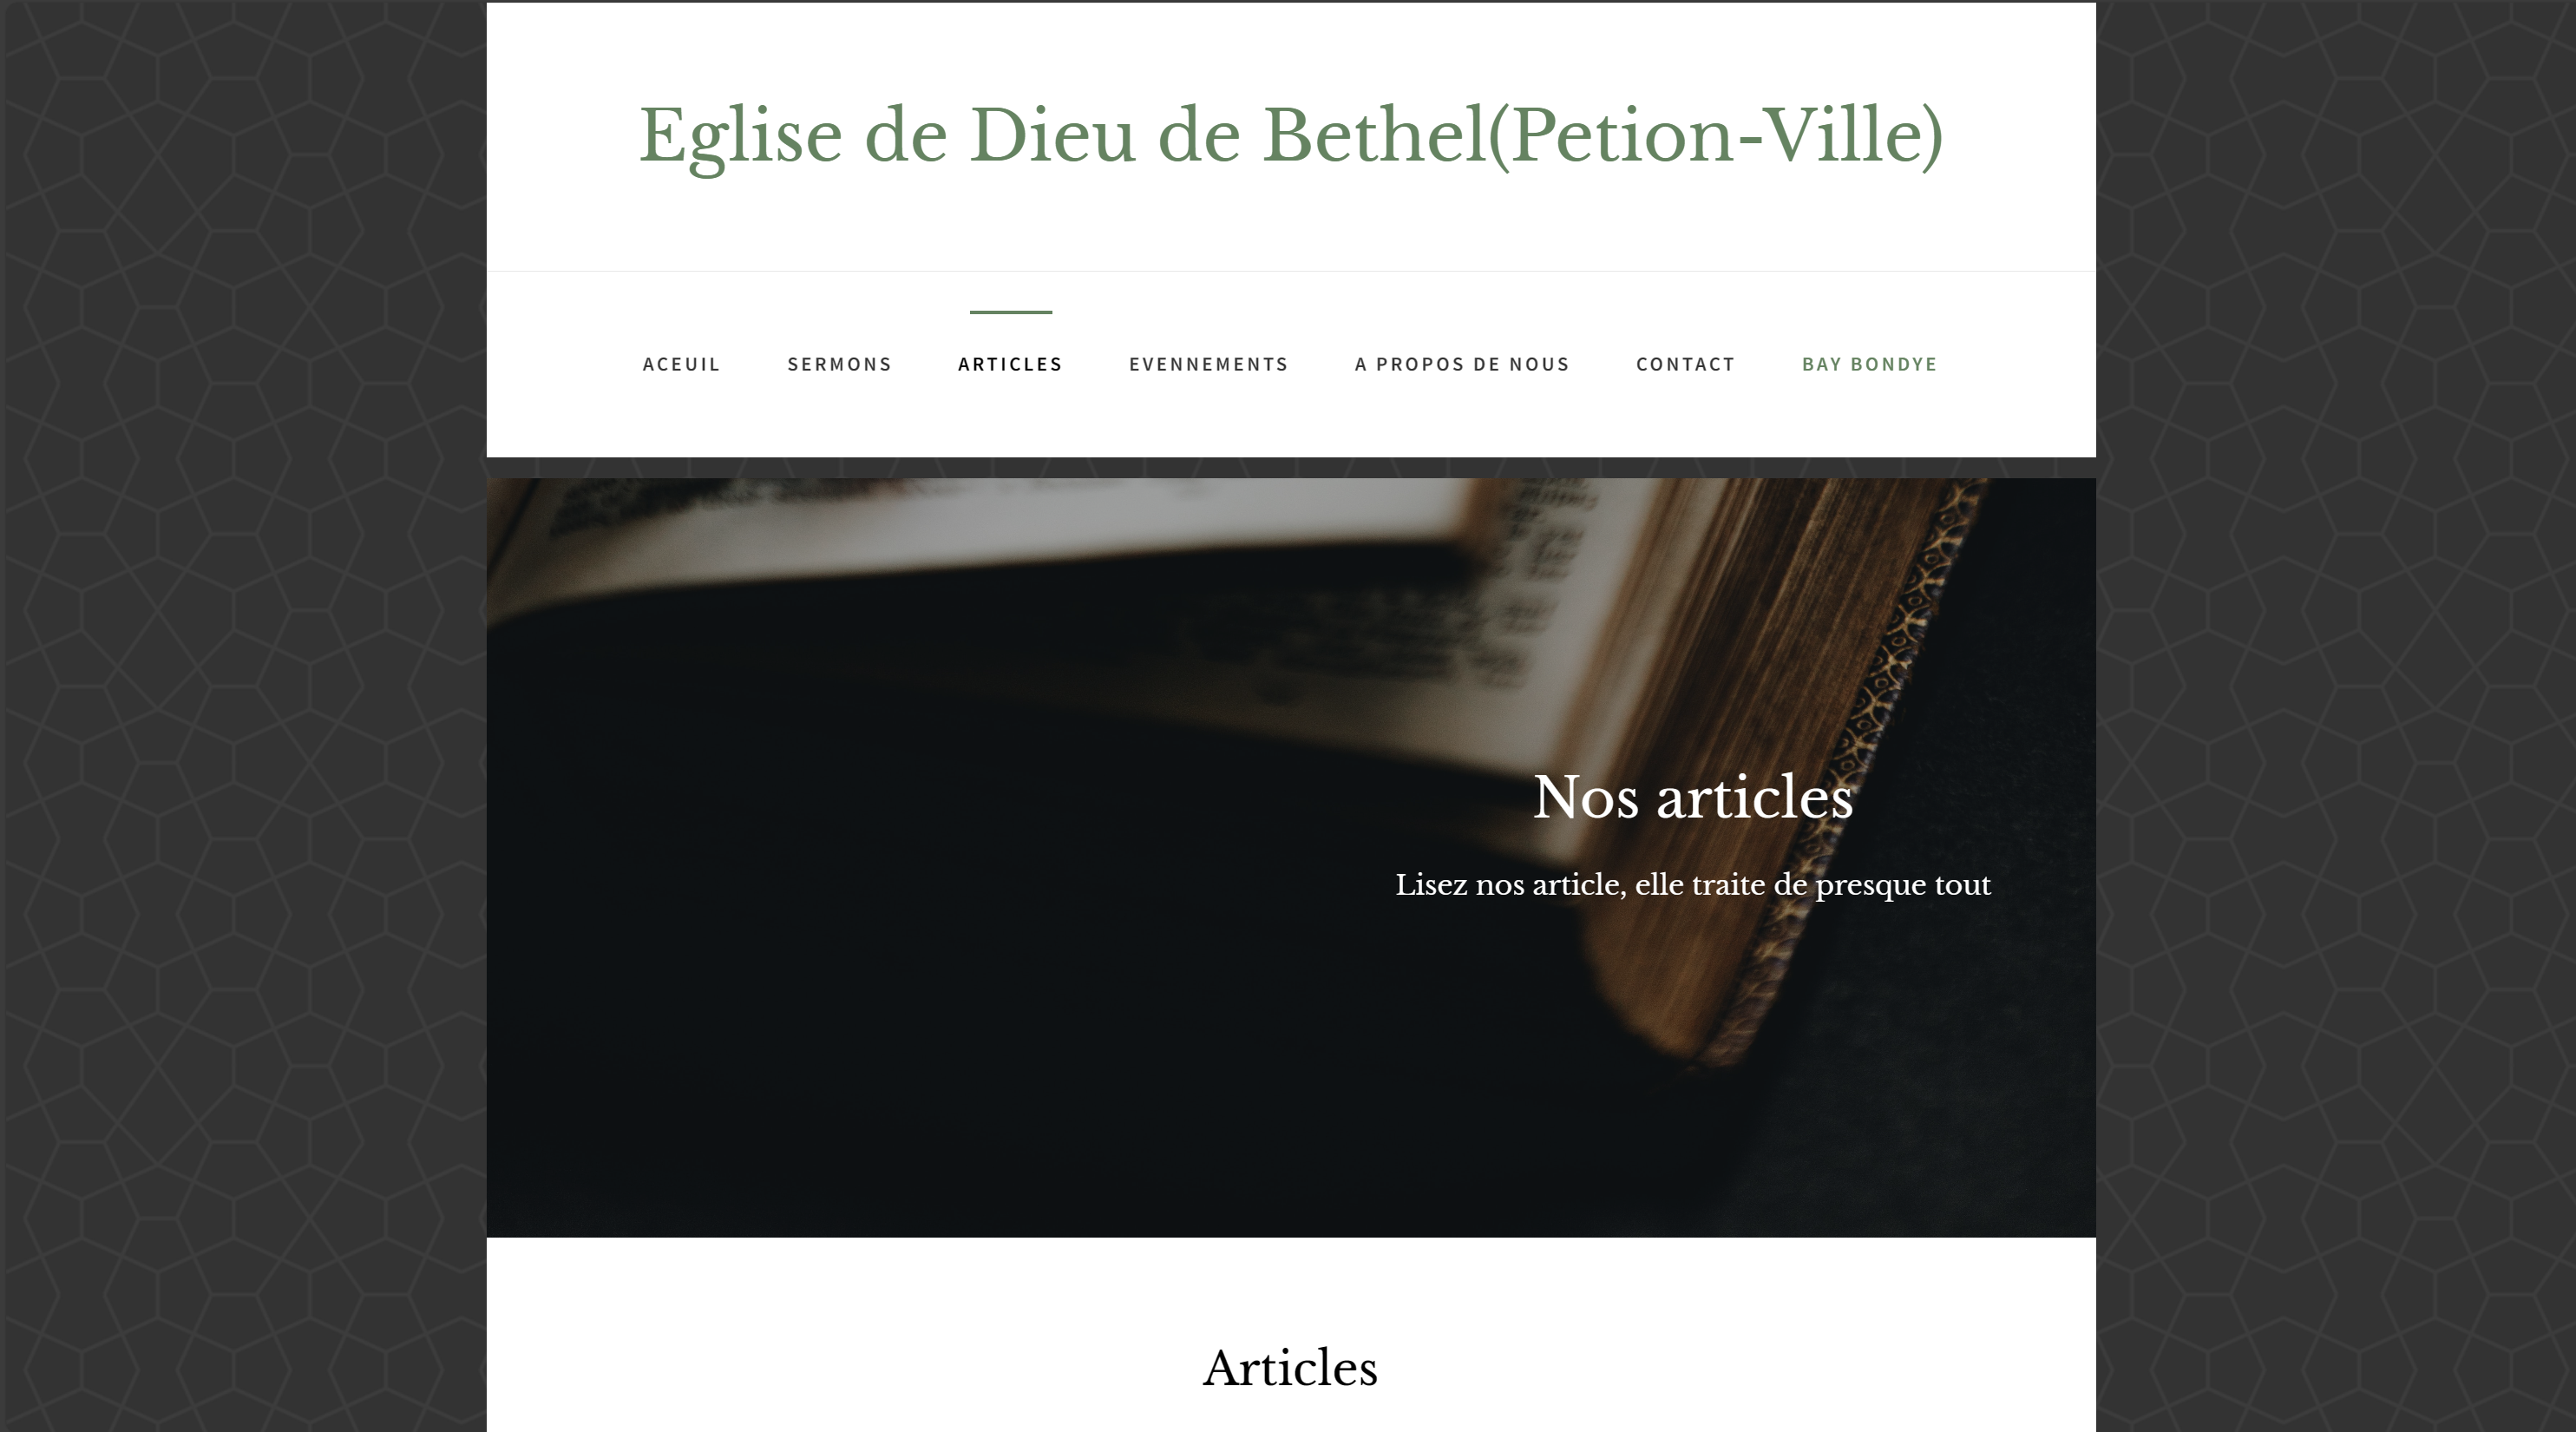 Eglise de Dieu de Bethel(Petion-Ville)
ACEUIL SERMONS ARTICLES EVENNEMENTS A PROPOS DE NOUS CONTACT BAY BONDYE
Nos articles
Lisez nos article, elle traite de presque tout
Articles